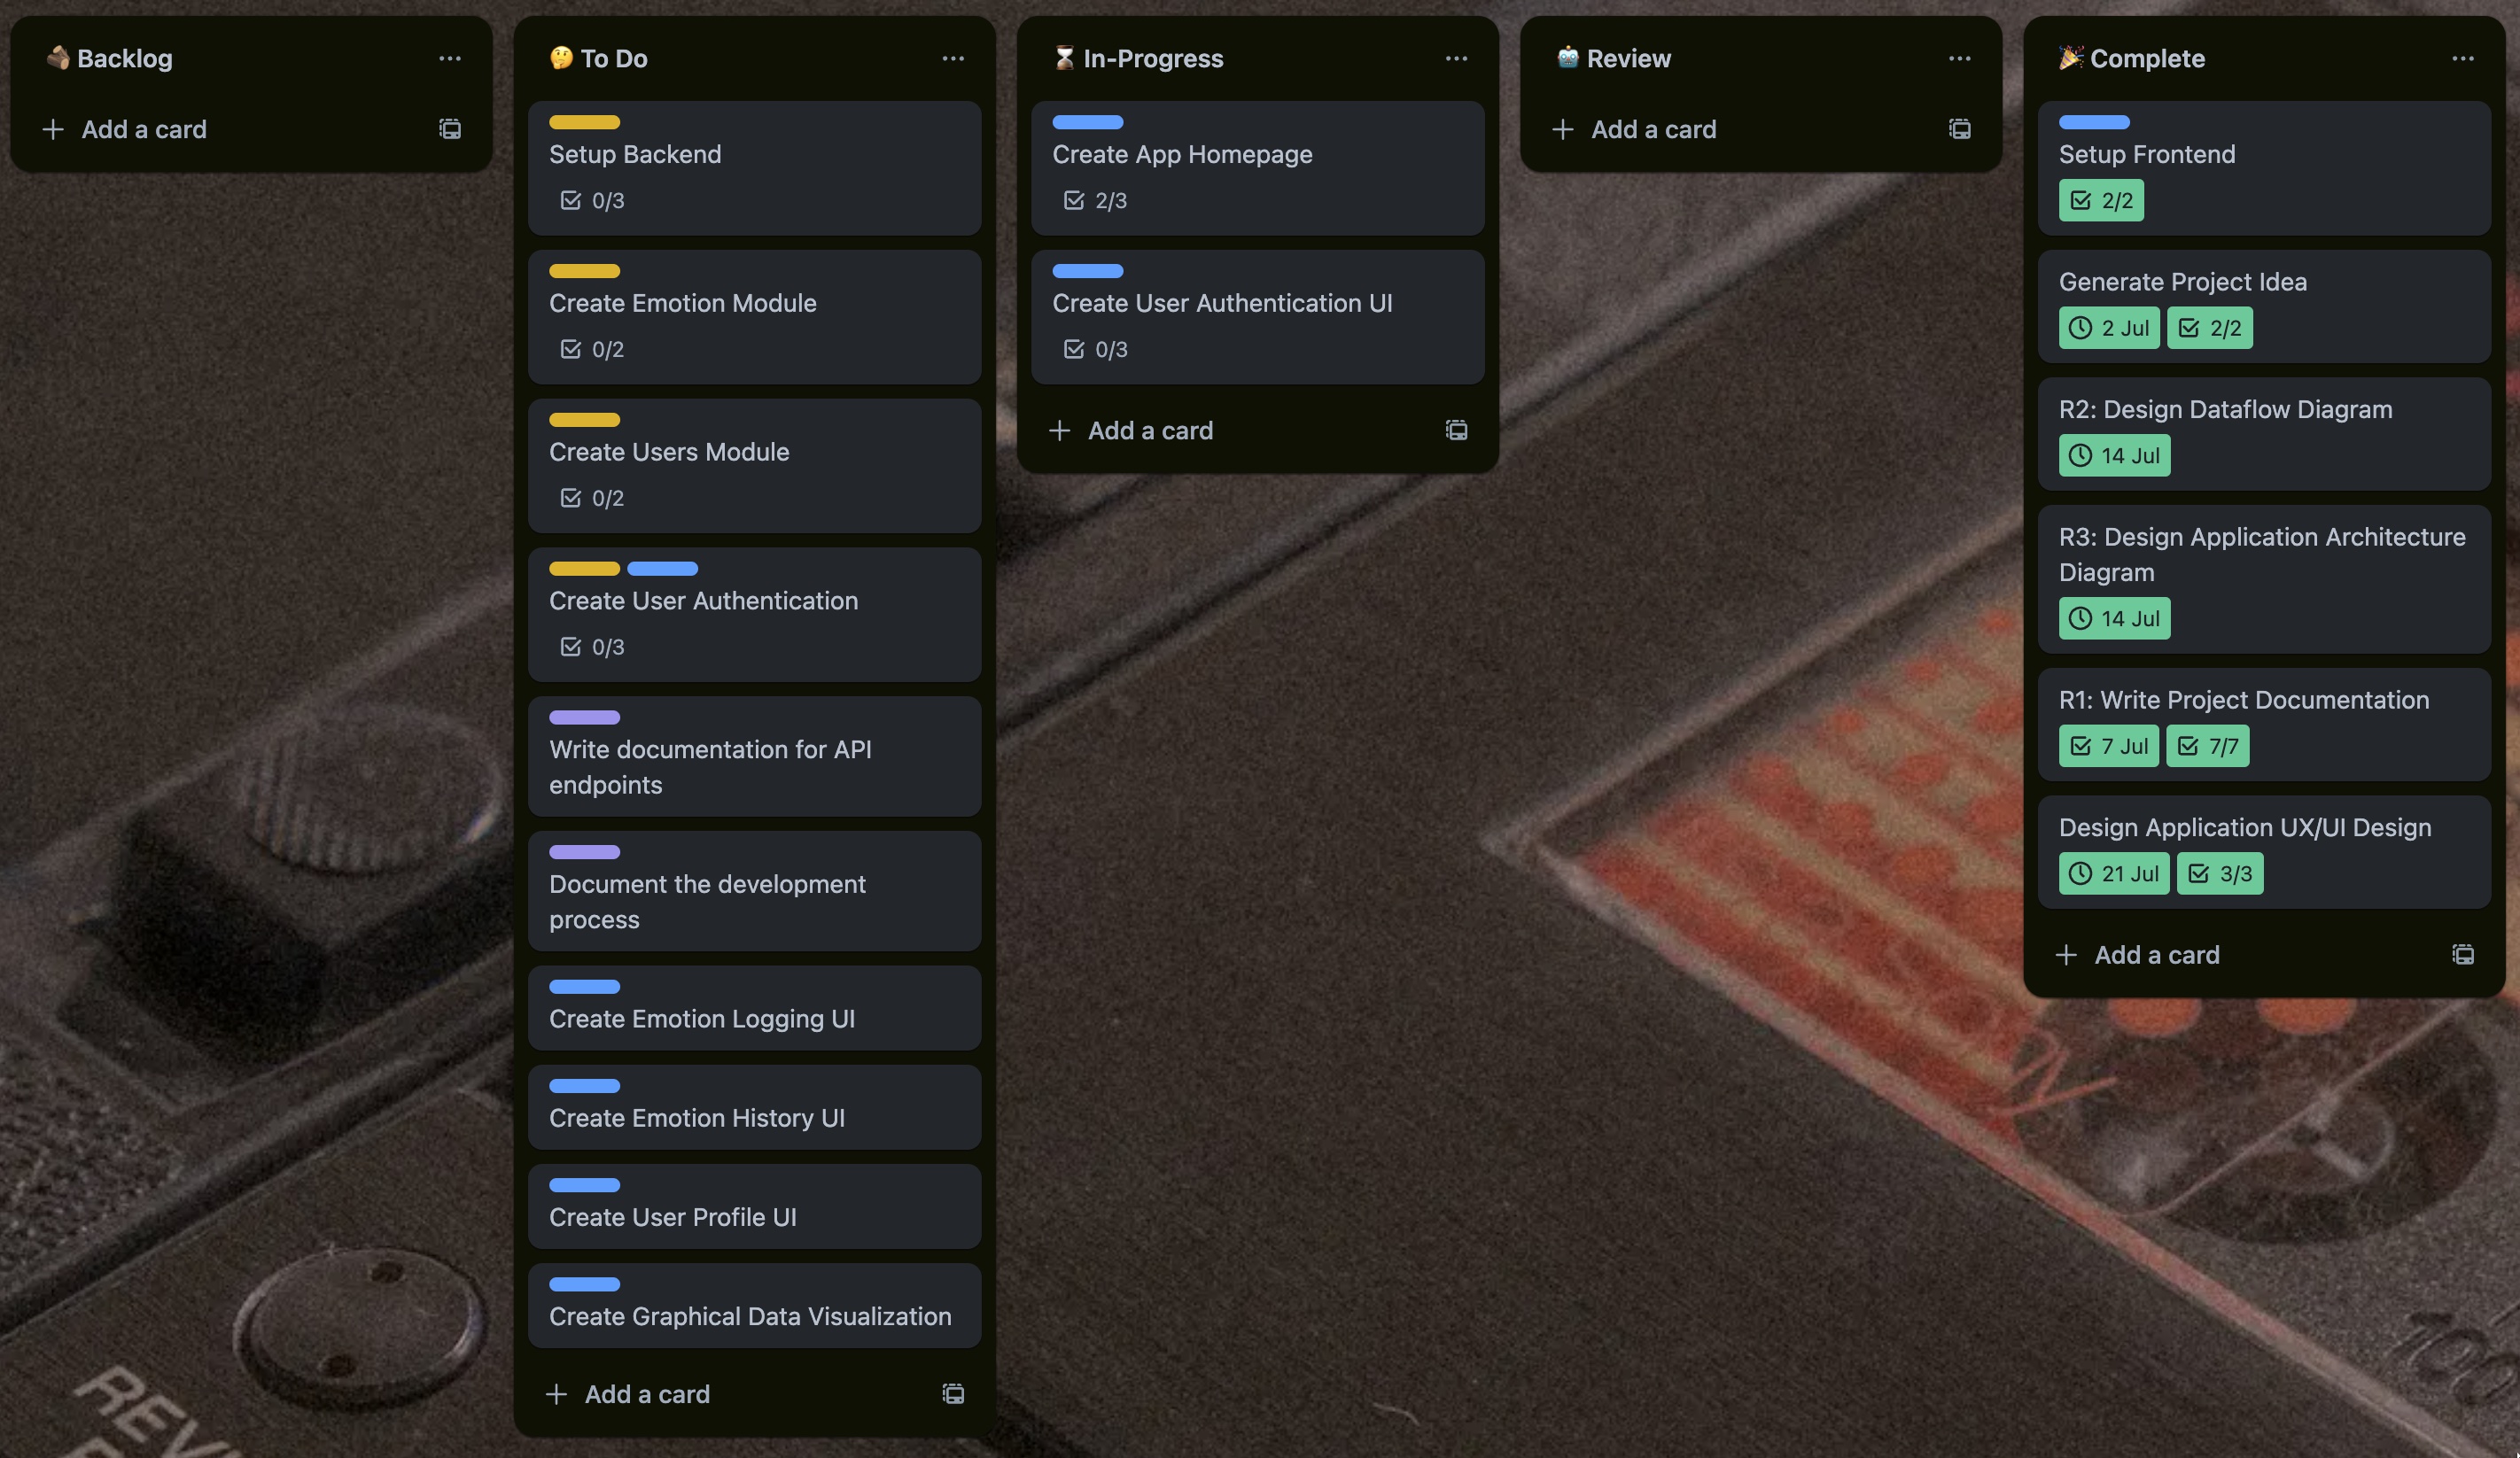 Backlog
Add a card
To Do
Setup Backend
0/3
Create Emotion Module
0/2
Create Users Module
0/2
Create User Authentication
0/3
Write documentation for API
endpoints
Document the development
process
Create Emotion Logging UI
Create Emotion History UI
Create User Profile UI
Create Graphical Data Visualization
Add a card
In-Progress
Create App Homepage
2/3
Create User Authentication UI
0/3
Add a card
Review
Add a card
Complete
Setup Frontend
2/2
Generate Project Idea
2 Jul 2/2
R2: Design Dataflow Diagram
14 Jul
R3: Design Application Architecture
Diagram
14 Jul
R1: Write Project Documentation
7 Jul 7/7
Design Application UX/UI Design
21 Jul 3/3
Add a card
100